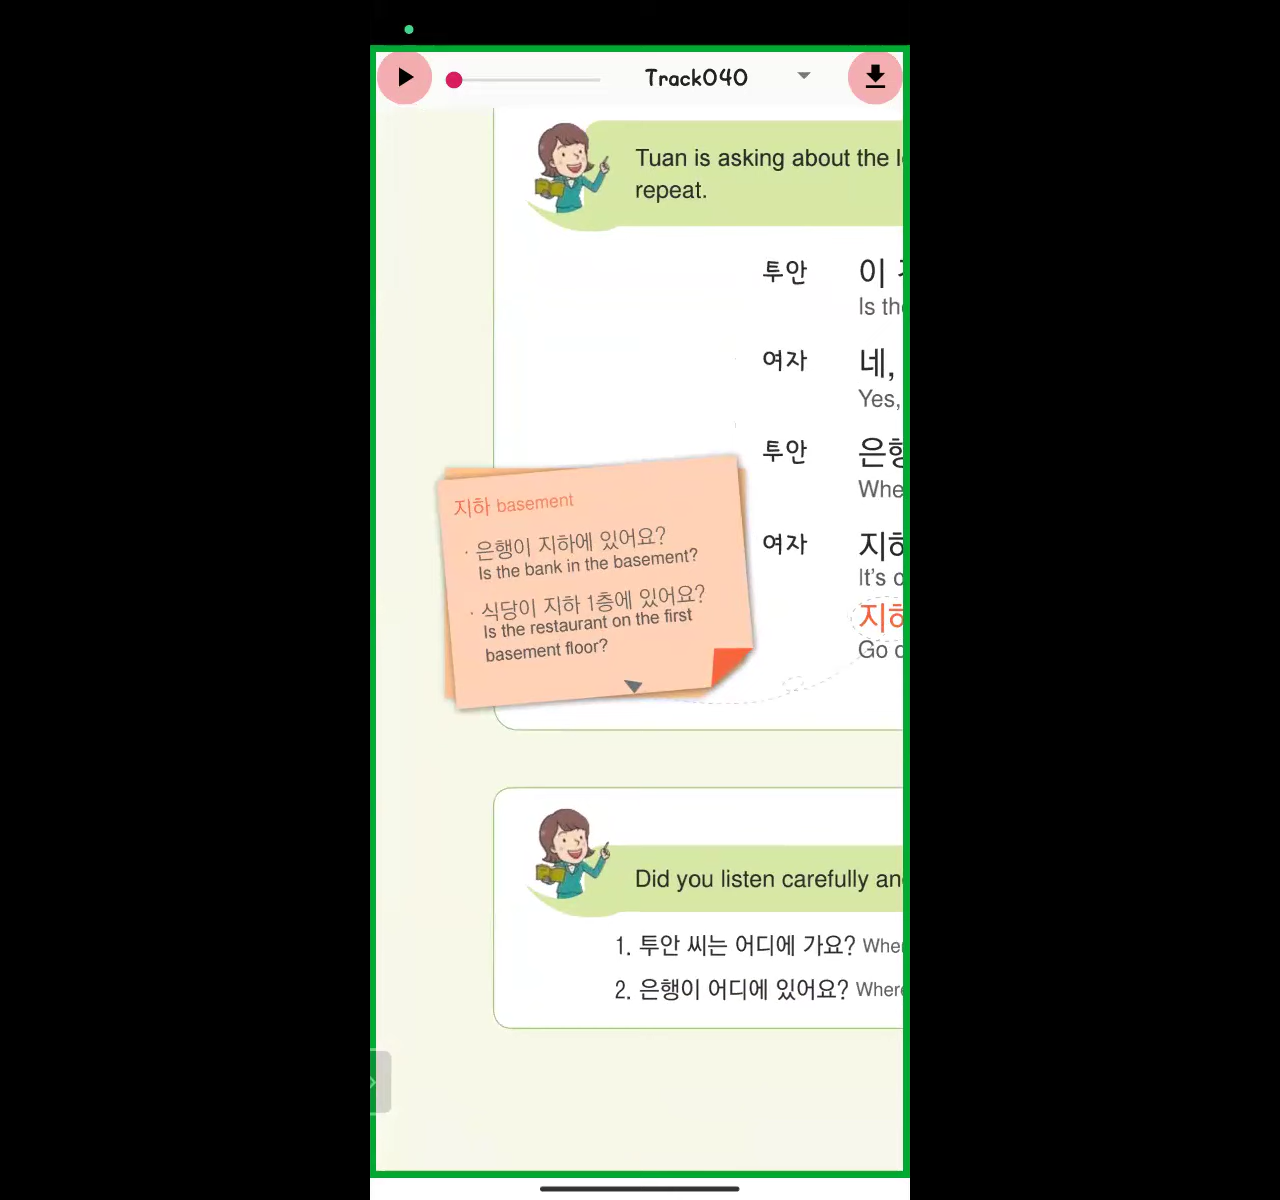 Track040
Tuan is asking about the
repeat.
투안 이
Is the
여자 네,
Yes,
투안 은행
Whe
여자 지하
It's
지하
Go
지하 basement
· 은행이 지하에 있어요?
Is the bank in the basement?
· 식당이 지하 1층에 있어요?
Is the restaurant on the first
basement floor?
Did you listen carefully an
1. 투안 씨는 어디에 가요? Wher
2. 은행이 어디에 있어요? Where